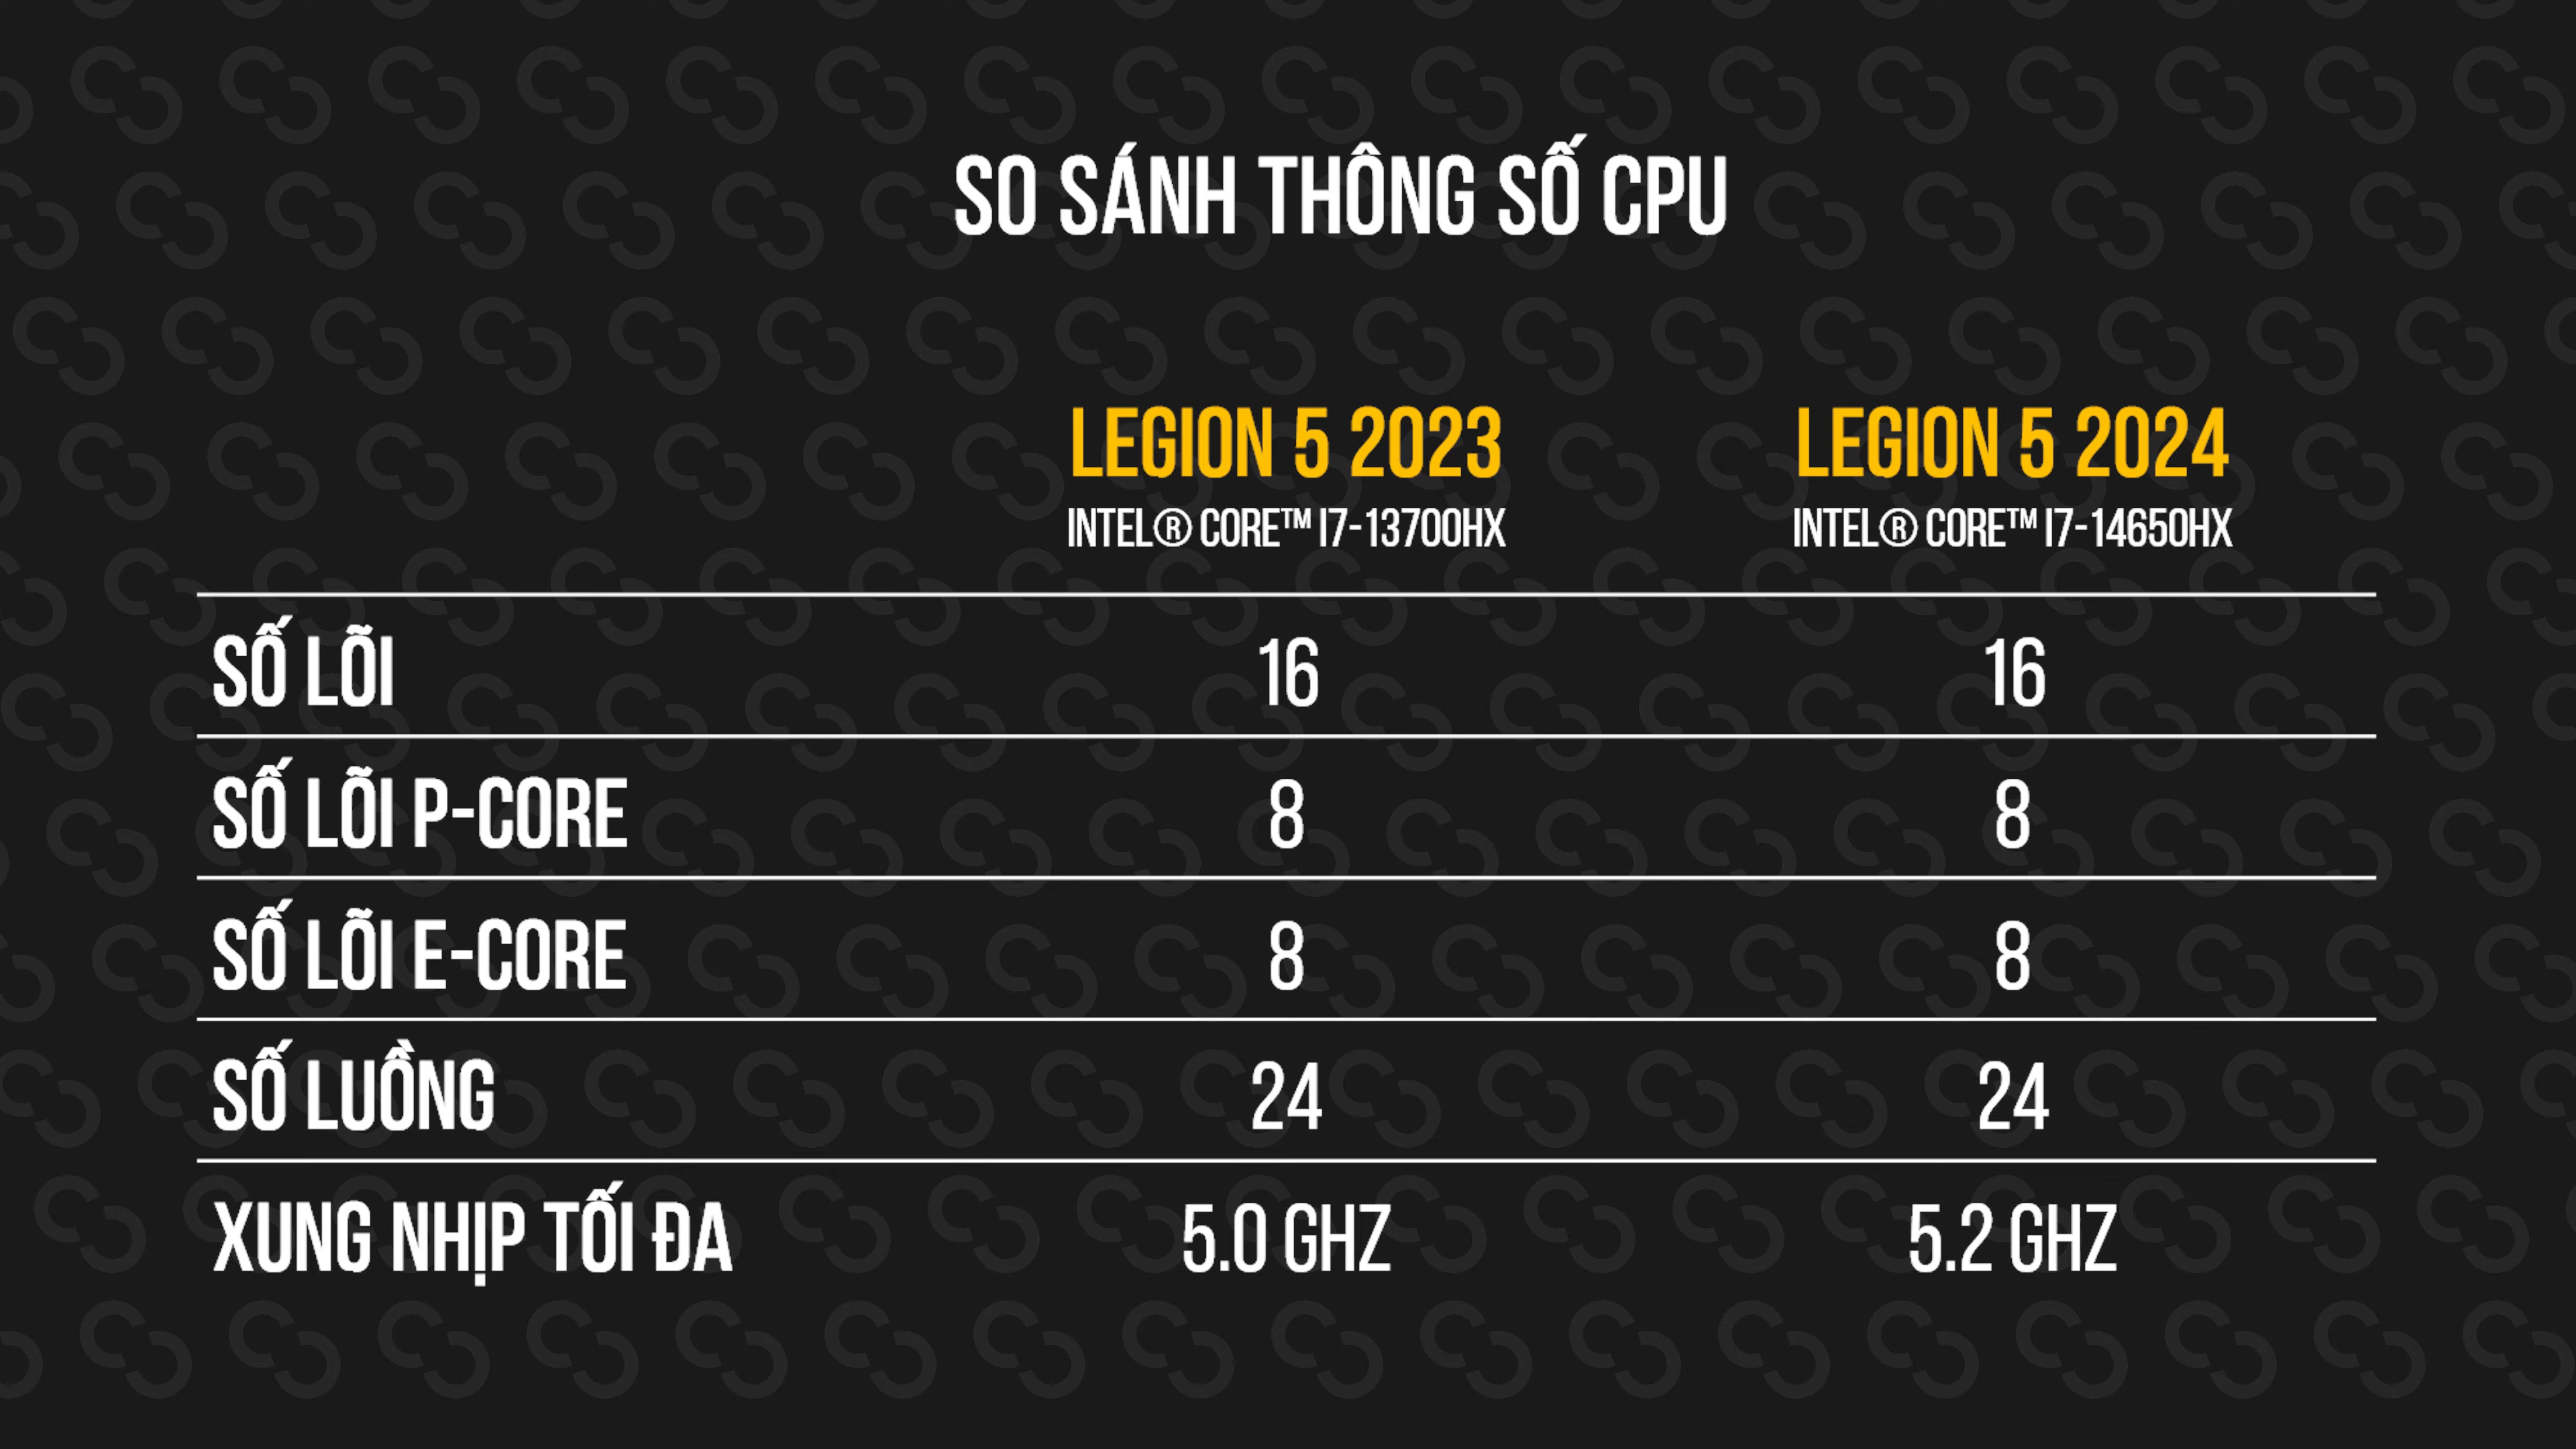 SO SÁNH THÔNG SỐ CPU
LEGION 5 2023 LEGION 5 2024
INTEL® CORE™ I7-13700HX INTEL® CORE™ I7-14650HX
SỐ LÕI 16 16
SỐ LÕI P-CORE 8 8
SỐ LÕI E-CORE 8 8
SỐ LUỒNG 24 24
XUNG NHỊP TỐI ĐA 5.0 GHZ 5.2 GHZ